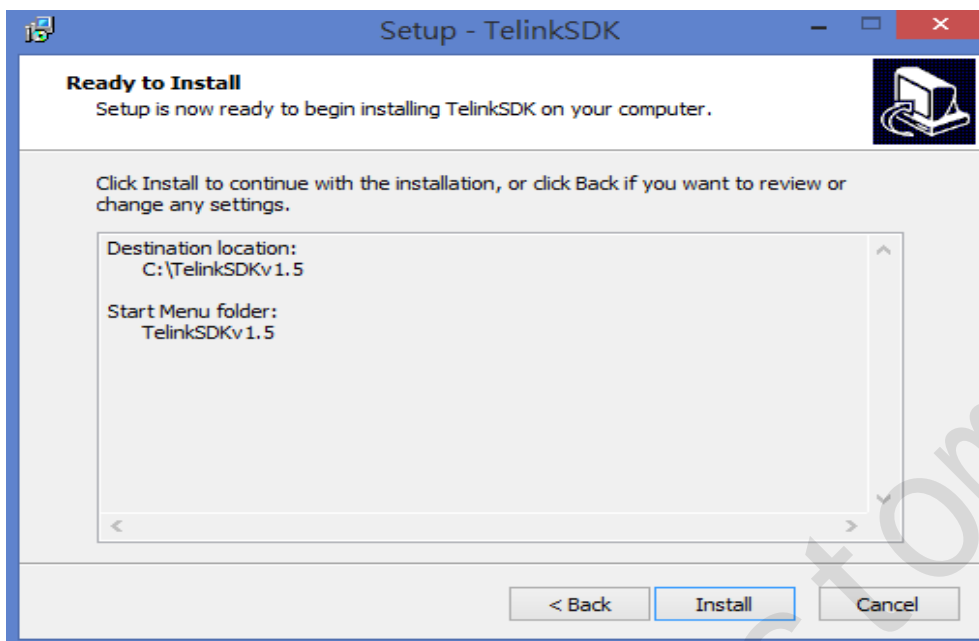 Setup - TelinkSDK
Ready to Install
Setup is now ready to begin installing TelinkSDK on your computer.
Click Install to continue with the installation, or click Back if you want to review or
change any settings.
Destination location:
C:\TelinkSDKv1.5
Start Menu folder:
TelinkSDKv1.5
< Back
Install
Cancel